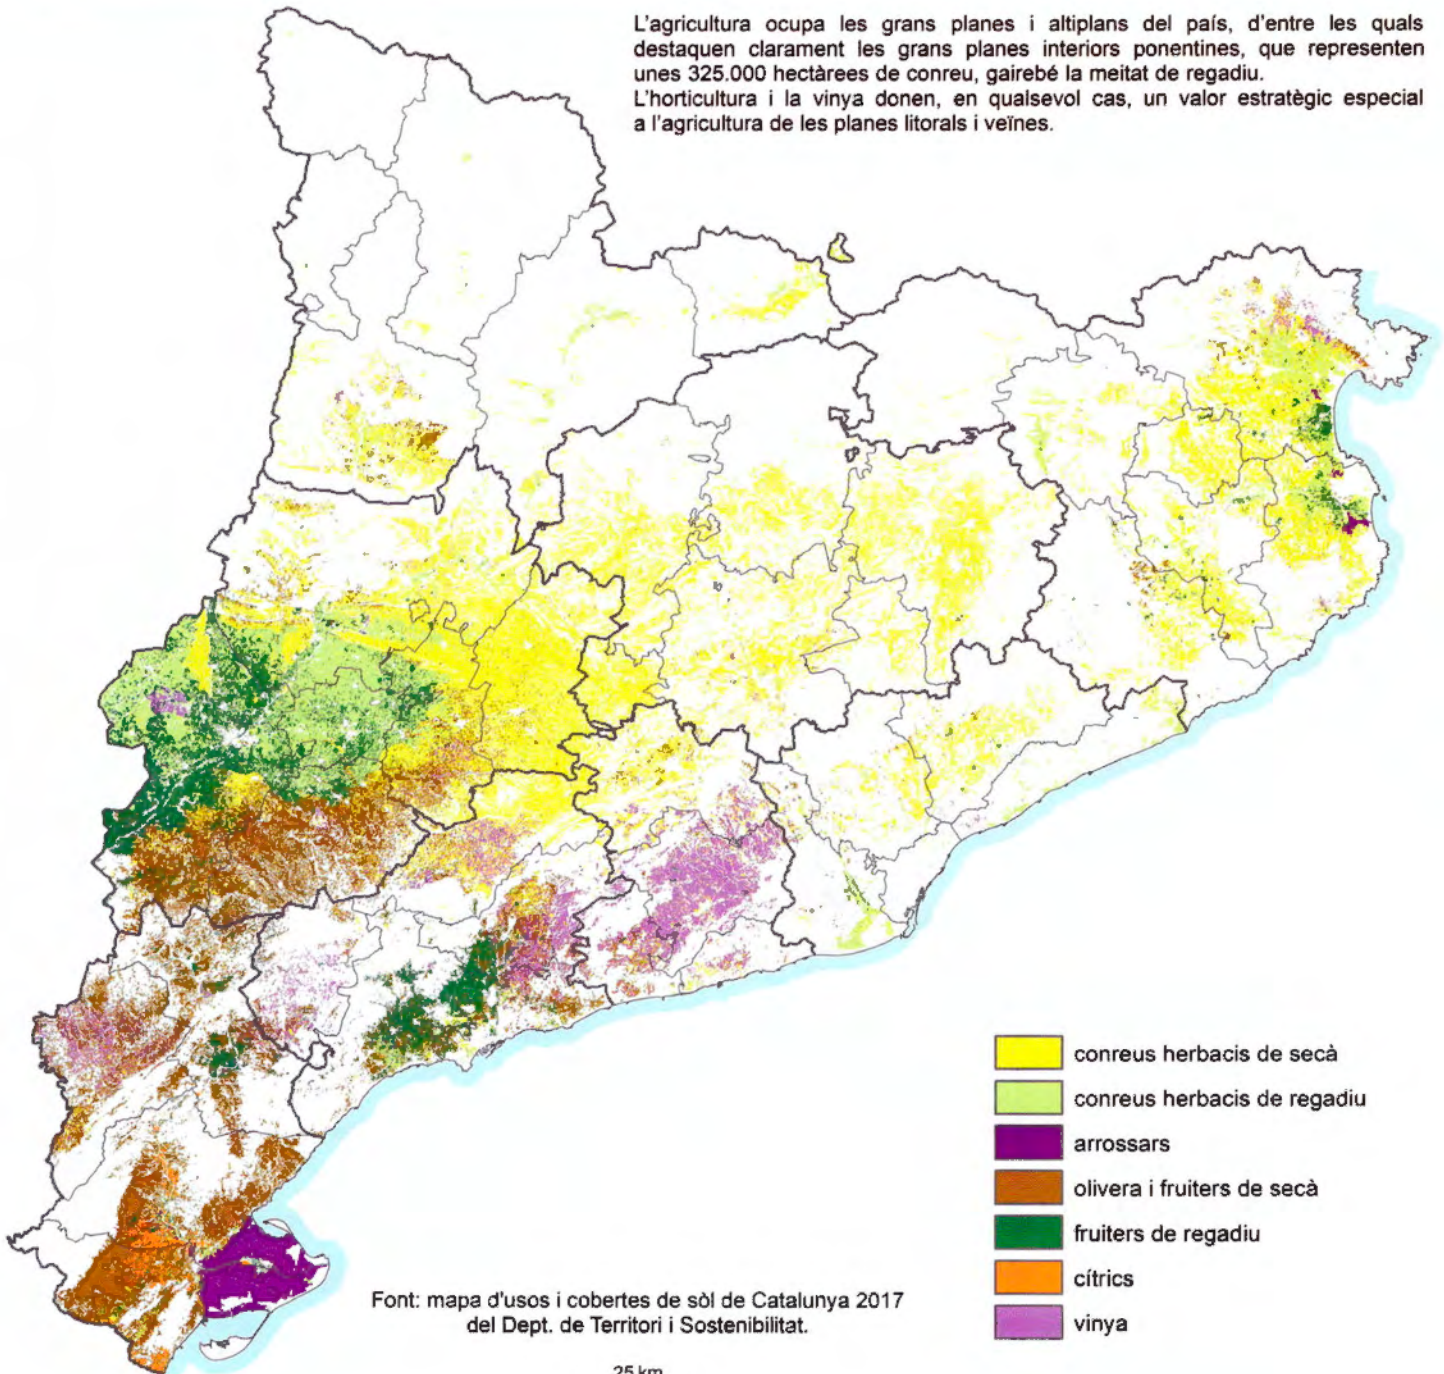 L'agricultura ocupa les grans planes i altiplans del país, d'entre les quals
destaquen clarament les grans planes interiors ponentines, que representen
unes 325.000 hectàrees de conreu, gairebé la meitat de regadiu.
L'horticultura i la vinya donen, en qualsevol cas, un valor estratègic especial
a l'agricultura de les planes litorals i veïnes.
conreus herbacis de secà
conreus herbacis de regadiu
arrossars
olivera i fruiters de secà
fruiters de regadiu
cítrics
vinya
Font: mapa d'usos i cobertes de sòl de Catalunya 2017
del Dept. de Territori i Sostenibilitat.
25 km